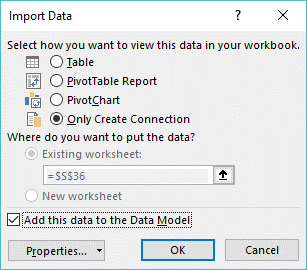 Import Data
Select how you want to view this data in your workbook.
Table
PivotTable Report
PivotChart
Only Create Connection
Where do you want to put the data?
Existing worksheet:
=$S$36
New worksheet
Add this data to the Data Model
Properties...
OK
Cancel